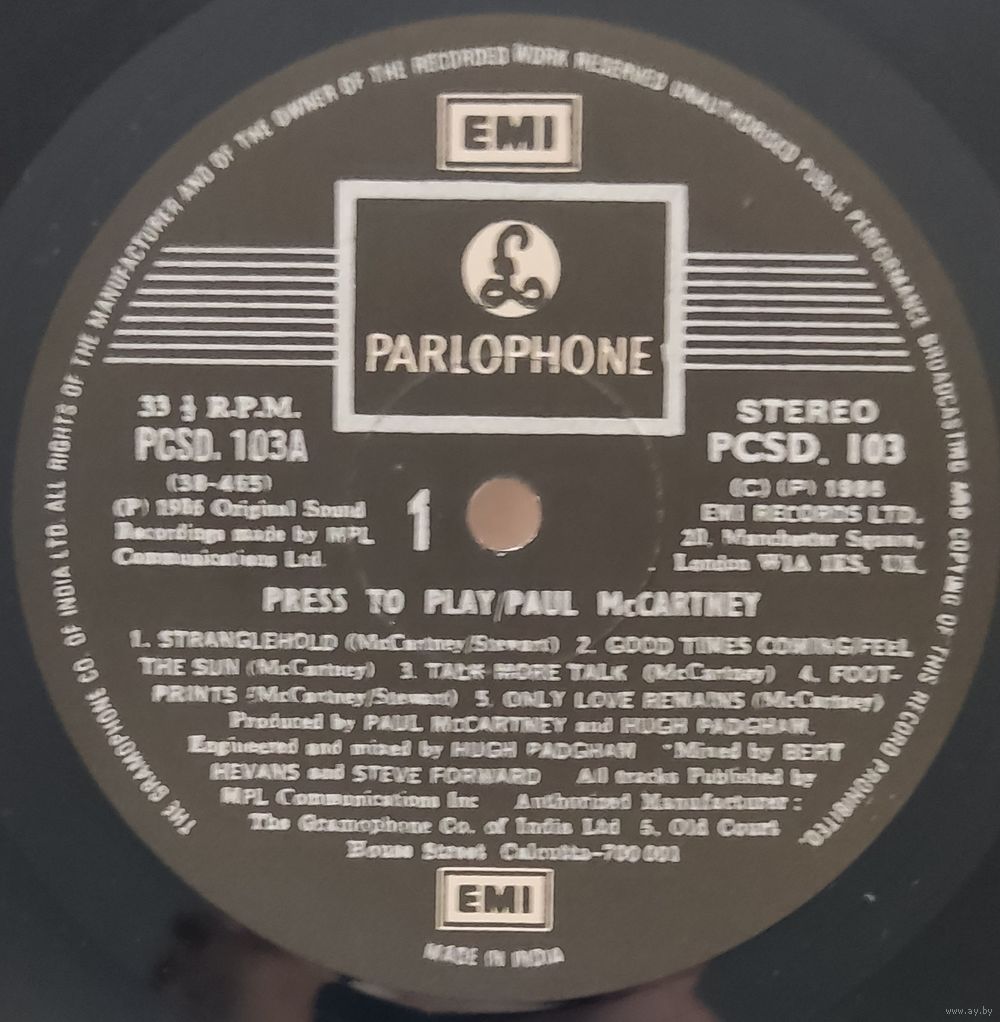 THE GRAMOPHONE CO. OF INDIA LTD. ALL RIGHTS OF THE MANUFACTURER AND OF THE OWNER OF THE RECORDED WORK RESERVED UNAUTHORISED PUBLIC PERFORMANCE BROADCASTING AND COPYING OF THIS RECORD PROHIBITED.
EMI
PARLOPHONE
33 ⅓ R.P.M.
PCSD. 103A
(38-465)
(P) 1986 Original Sound
Recordings made by MPL
Communications Ltd.
1
STEREO
PCSD. 103
(C) (P) 1986
EMI RECORDS LTD.
20, Manchester Square,
London W1A 1ES, U.K.
PRESS TO PLAY/PAUL McCARTNEY
1. STRANGLEHOLD (McCartney/Stewart) 2. GOOD TIMES COMING/FEEL
THE SUN (McCartney) 3. TALK MORE TALK (McCartney) 4. FOOT-
PRINTS (McCartney/Stewart) 5. ONLY LOVE REMAINS (McCartney)
Produced by PAUL McCARTNEY and HUGH PADGHAM.
Engineered and mixed by HUGH PADGHAM *Mixed by BERT
HEVANS and STEVE FORWARD All tracks Published by
MPL Communications Inc Authorised Manufacturer:
The Gramophone Co. of India Ltd 5, Old Court
House Street Calcutta-700 001
EMI
MADE IN INDIA
www.ay.by